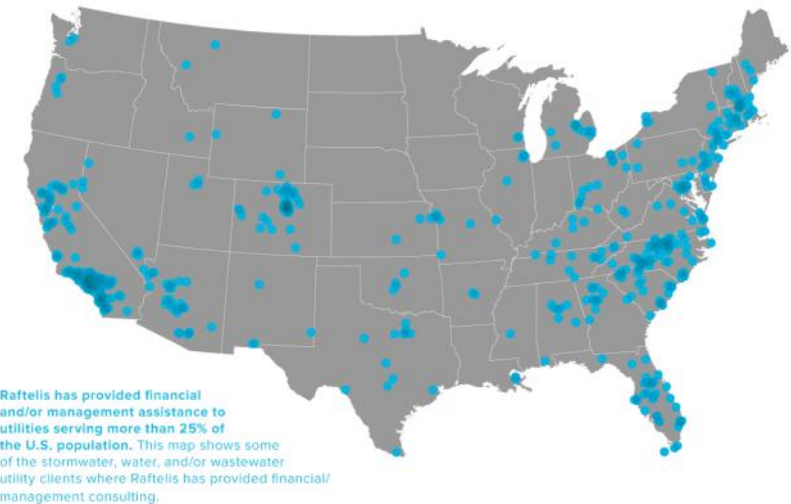 Raftelis has provided financial
and/or management assistance to
utilities serving more than 25% of
the U.S. population. This map shows some
of the stormwater, water, and/or wastewater
utility clients where Raftelis has provided financial/
management consulting.